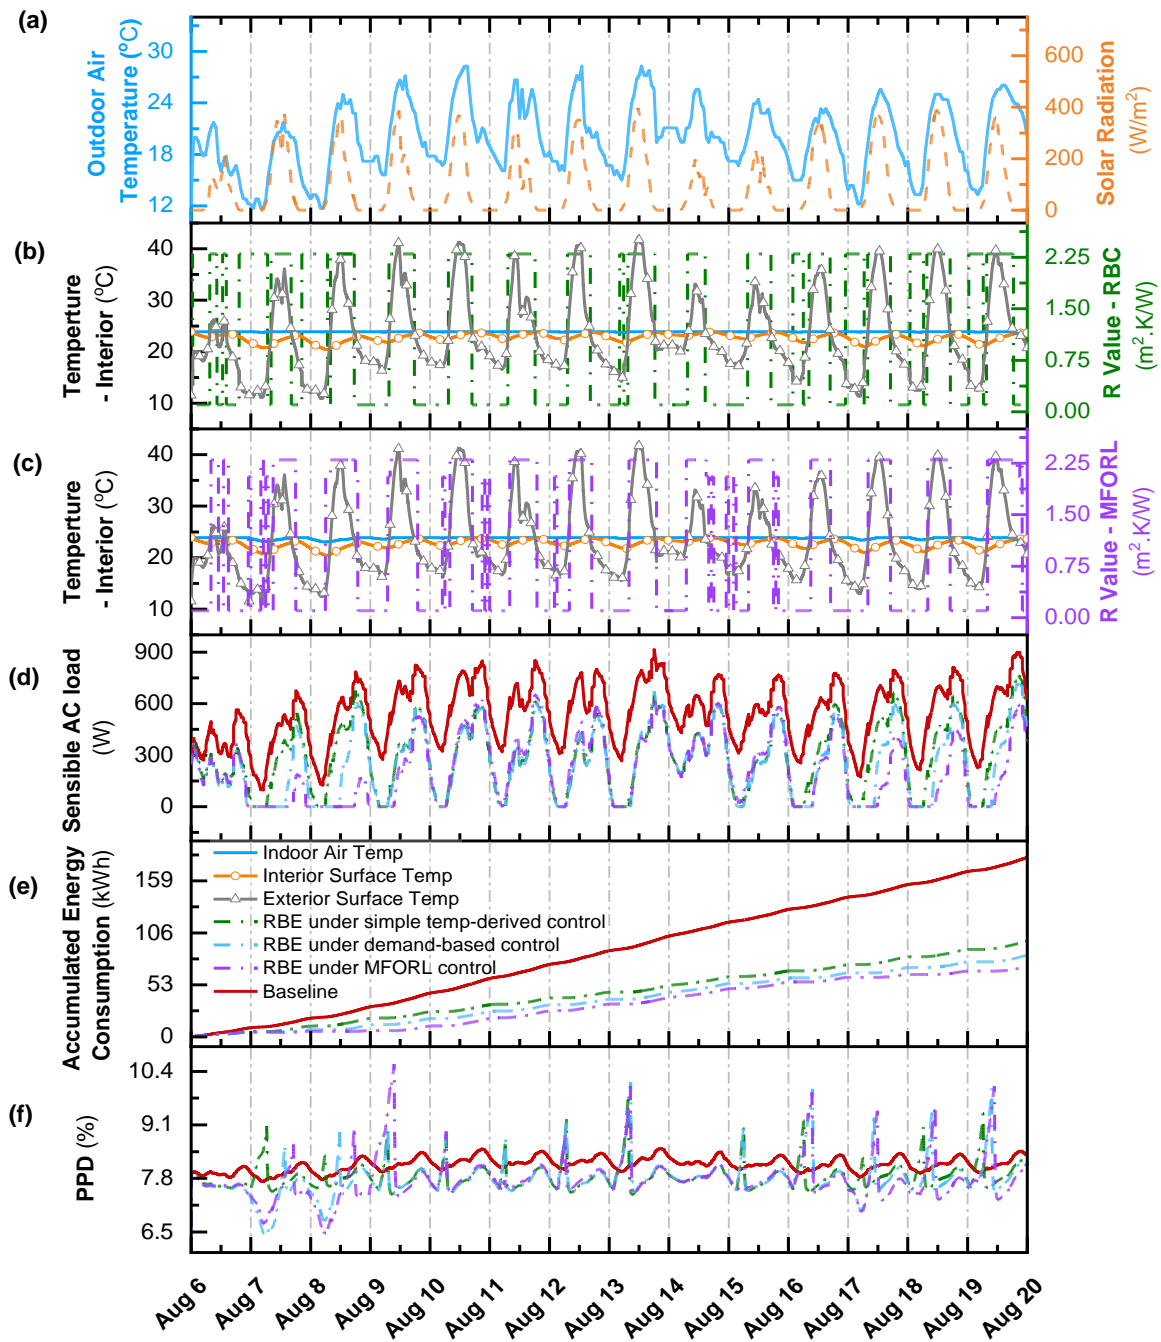 (a)
Outdoor Air
Temperature (°C)
34
30
24
18
12
600
400
200
0
Solar Radiation
(W/m²)
(b)
Temperture
- Interior (°C)
40
30
20
10
2.25
1.50
0.75
0.00
R Value - RBC
(m².K/W)
(c)
Temperture
- Interior (°C)
40
30
20
10
2.25
1.50
0.75
0.00
R Value - MFORL
(m².K/W)
(d)
Sensible AC load
(W)
900
600
300
0
(e)
Accumulated Energy
Consumption (kWh)
159
106
53
0
Indoor Air Temp
Interior Surface Temp
Exterior Surface Temp
RBE under simple temp-derived control
RBE under demand-based control
RBE under MFORL control
Baseline
(f)
PPD (%)
10.4
9.1
7.8
6.5
Aug 6
Aug 7
Aug 8
Aug 9
Aug 10
Aug 11
Aug 12
Aug 13
Aug 14
Aug 15
Aug 16
Aug 17
Aug 18
Aug 19
Aug 20